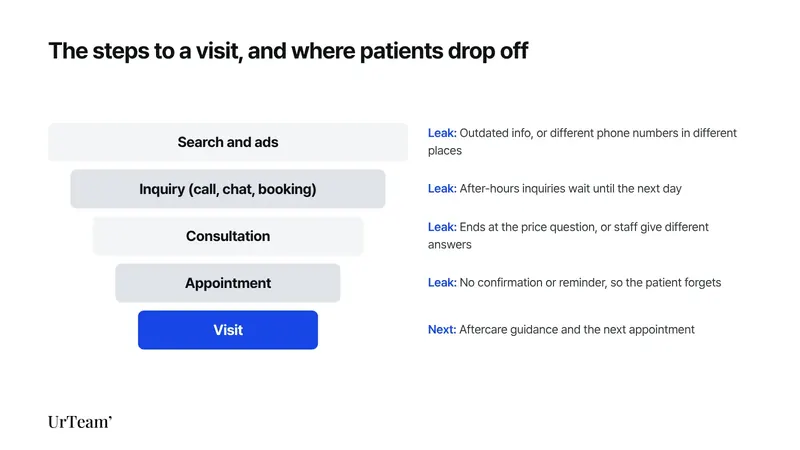 The steps to a visit, and where patients drop off
Search and ads
Leak: Outdated info, or different phone numbers in different
places
Inquiry (call, chat, booking)
Leak: After-hours inquiries wait until the next day
Consultation
Leak: Ends at the price question, or staff give different
answers
Appointment
Leak: No confirmation or reminder, so the patient forgets
Visit
Next: Aftercare guidance and the next appointment
UrTeam’